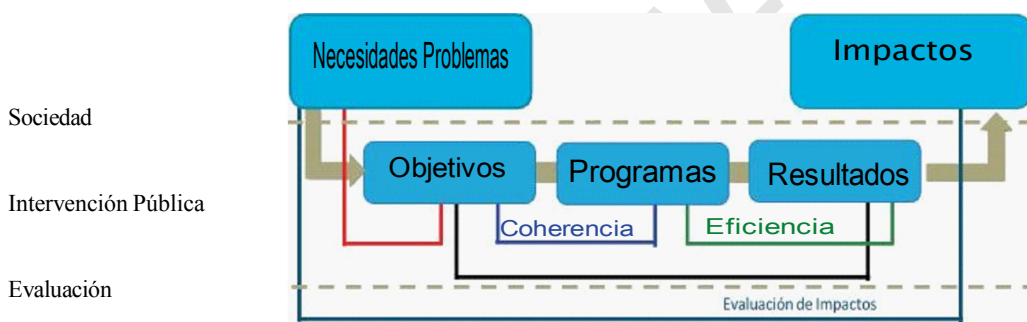 Necesidades Problemas
Impactos
Sociedad
Objetivos
Programas
Resultados
Intervención Pública
Coherencia
Eficiencia
Evaluación
Evaluación de Impactos